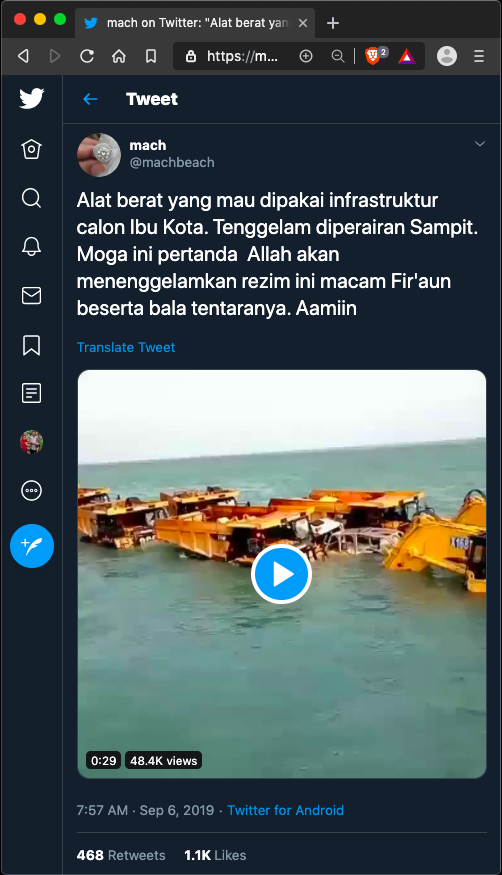 mach on Twitter: "Alat berat yan
https://m...
2
Tweet
mach
@machbeach
Alat berat yang mau dipakai infrastruktur
calon Ibu Kota. Tenggelam diperairan Sampit.
Moga ini pertanda  Allah akan
menenggelamkan rezim ini macam Fir'aun
beserta bala tentaranya. Aamiin
Translate Tweet
X168
0:29 48.4K views
7:57 AM · Sep 6, 2019 · Twitter for Android
468 Retweets 1.1K Likes